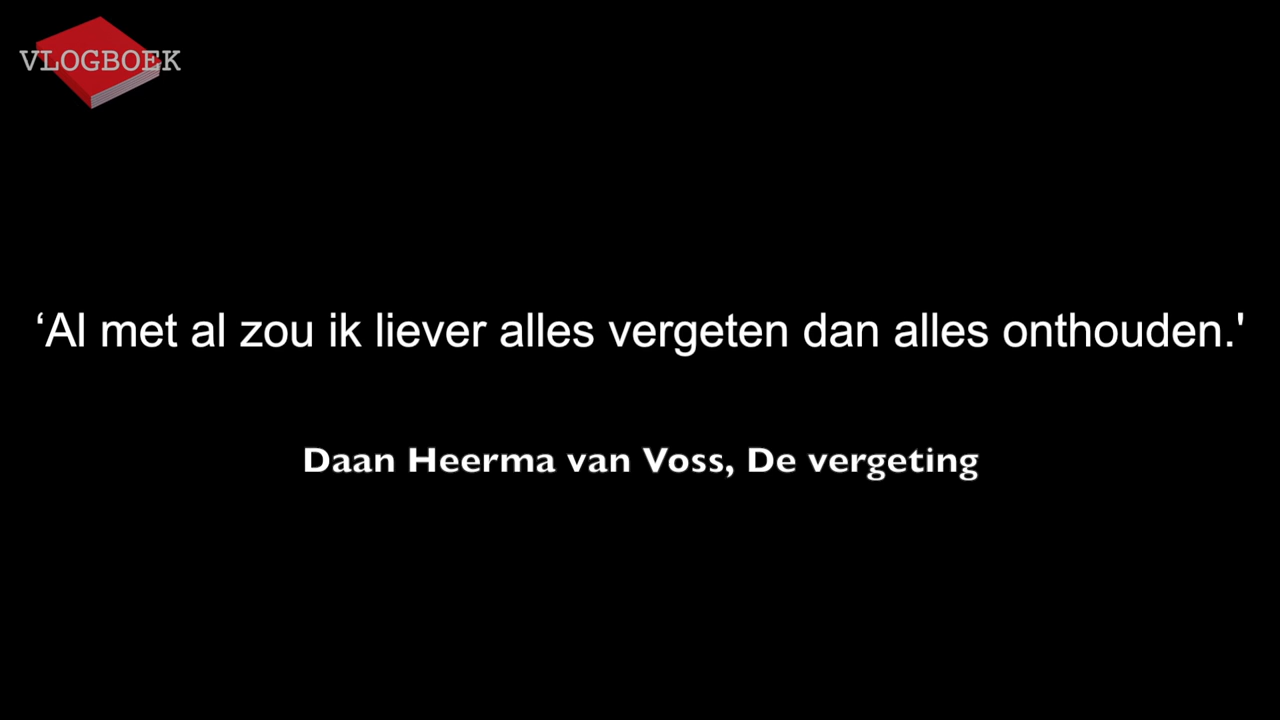 VLOGBOEK
‘Al met al zou ik liever alles vergeten dan alles onthouden.'
Daan Heerma van Voss, De vergeting